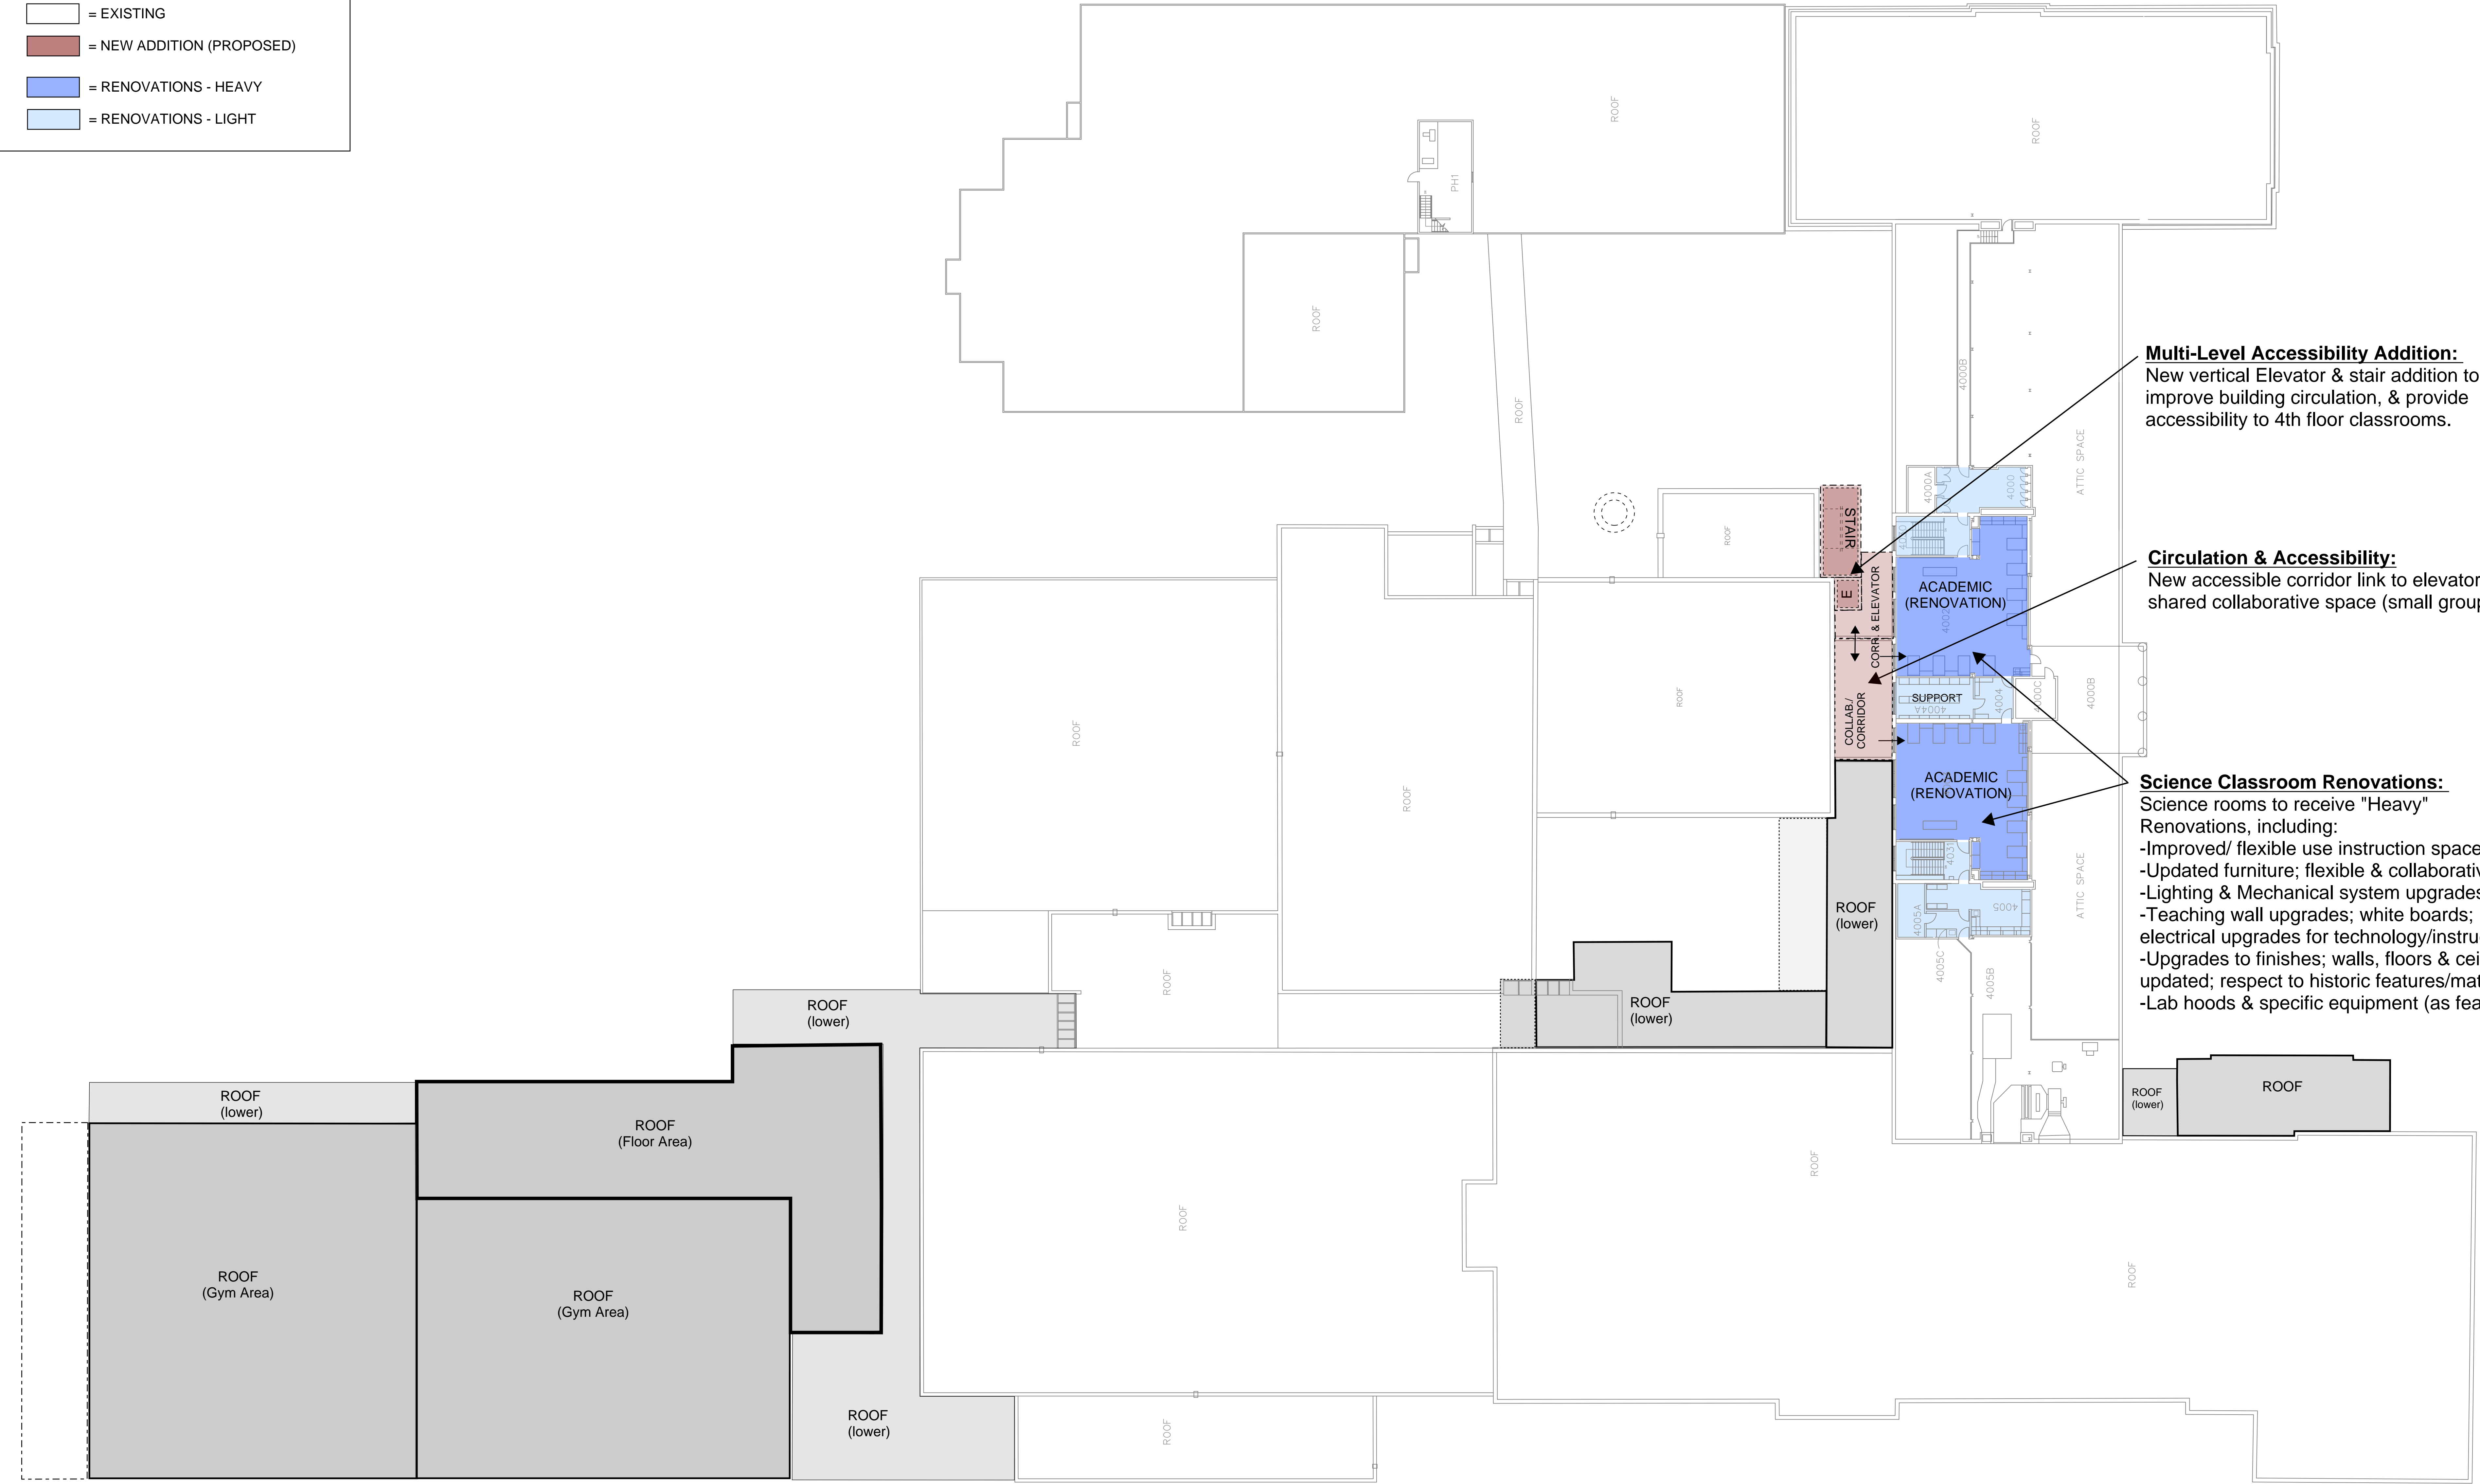 = EXISTING
= NEW ADDITION (PROPOSED)
= RENOVATIONS - HEAVY
= RENOVATIONS - LIGHT
ROOF
ROOF
PH1
ROOF
ROOF
4000B
ATTIC SPACE
Multi-Level Accessibility Addition:
New vertical Elevator & stair addition to
improve building circulation, & provide
accessibility to 4th floor classrooms.
4000A
4000
STAIR
ROOF
E
CORR. & ELEVATOR
ACADEMIC
(RENOVATION)
4002
Circulation & Accessibility:
New accessible corridor link to elevator
shared collaborative space (small group
ROOF
COLLAB./
CORRIDOR
SUPPORT
4004A
4004
4000C
4000B
ROOF
ROOF
ACADEMIC
(RENOVATION)
4031
Science Classroom Renovations:
Science rooms to receive "Heavy"
Renovations, including:
-Improved/ flexible use instruction space
-Updated furniture; flexible & collaborativ
-Lighting & Mechanical system upgrades
-Teaching wall upgrades; white boards;
electrical upgrades for technology/instru
-Upgrades to finishes; walls, floors & cei
updated; respect to historic features/mat
-Lab hoods & specific equipment (as fea
ATTIC SPACE
ROOF
(lower)
4005A
4005
4005C
4005B
ROOF
ROOF
(lower)
ROOF
(lower)
ROOF
(lower)
ROOF
(Floor Area)
ROOF
(lower)
ROOF
ROOF
ROOF
ROOF
ROOF
(Gym Area)
ROOF
(Gym Area)
ROOF
(lower)
ROOF